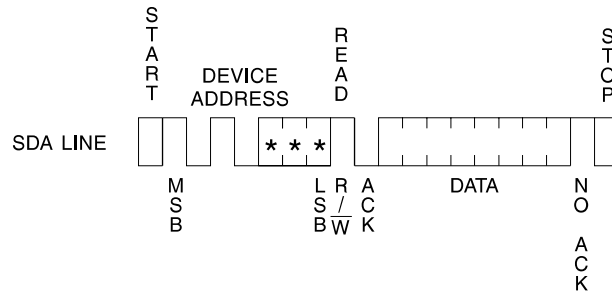 START
READ
STOP
DEVICE
ADDRESS
SDA LINE
* * *
MSB
LSB
R/W
ACK
DATA
NO ACK